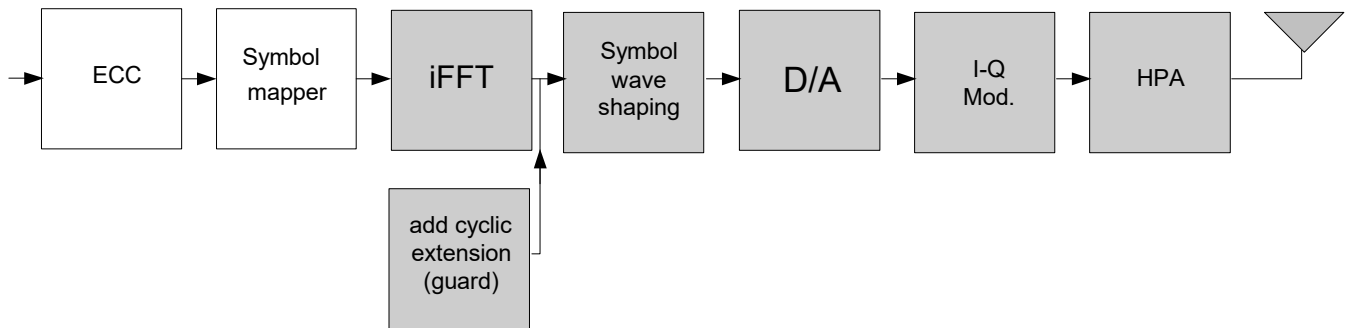 ECC
Symbol
mapper
iFFT
Symbol
wave
shaping
D/A
I-Q
Mod.
HPA
add cyclic
extension
(guard)